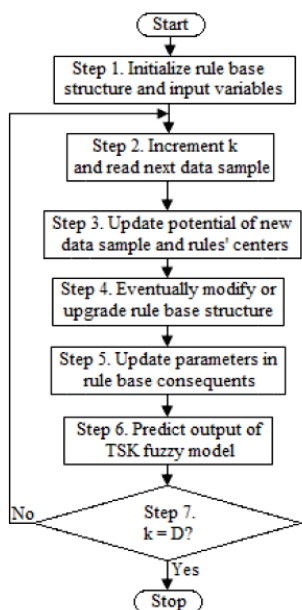 Start
Step 1. Initialize rule base
structure and input variables
Step 2. Increment k
and read next data sample
Step 3. Update potential of new
data sample and rules' centers
Step 4. Eventually modify or
upgrade rule base structure
Step 5. Update parameters in
rule base consequents
Step 6. Predict output of
TSK fuzzy model
No
Step 7.
k = D?
Yes
Stop